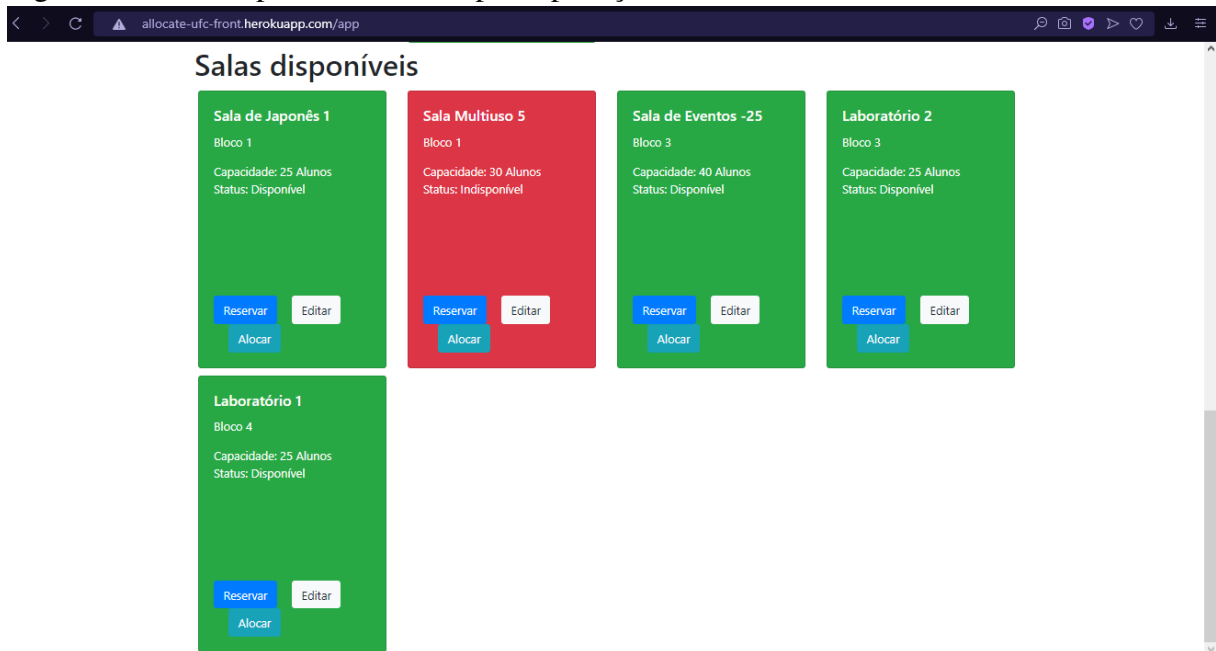 allocate-ufc-front.herokuapp.com/app
Salas disponíveis
Sala de Japonês 1
Bloco 1
Capacidade: 25 Alunos
Status: Disponível
Reservar
Editar
Alocar
Sala Multiuso 5
Bloco 1
Capacidade: 30 Alunos
Status: Indisponível
Reservar
Editar
Alocar
Sala de Eventos -25
Bloco 3
Capacidade: 40 Alunos
Status: Disponível
Reservar
Editar
Alocar
Laboratório 2
Bloco 3
Capacidade: 25 Alunos
Status: Disponível
Reservar
Editar
Alocar
Laboratório 1
Bloco 4
Capacidade: 25 Alunos
Status: Disponível
Reservar
Editar
Alocar